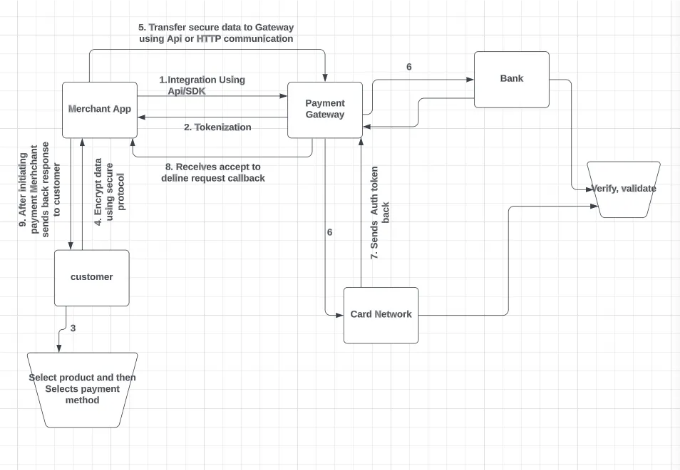 5. Transfer secure data to Gateway
using Api or HTTP communication
6
1.Integration Using
Api/SDK
Merchant App
Payment
Gateway
Bank
2. Tokenization
8. Receives accept to
deline request callback
9. After initiating
payment Merhchant
sends back response
to customer
4. Encrypt data
using secure
protocol
7. Sends Auth token
back
Verify, validate
6
customer
Card Network
3
Select product and then
Selects payment
method